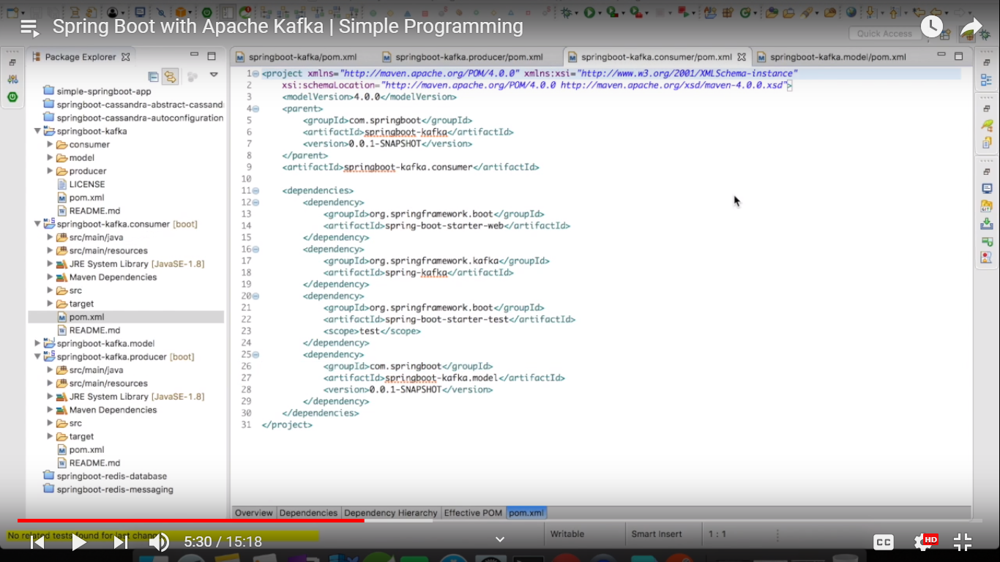 Spring Boot with Apache Kafka | Simple Programming
Quick Access
Package Explorer
simple-springboot-app
springboot-cassandra-abstract-cassand
springboot-cassandra-autoconfiguration
springboot-kafka
consumer
model
producer
LICENSE
pom.xml
README.md
springboot-kafka.consumer [boot]
src/main/java
src/main/resources
JRE System Library [JavaSE-1.8]
Maven Dependencies
src
target
pom.xml
README.md
springboot-kafka.model
springboot-kafka.producer [boot]
src/main/java
src/main/resources
JRE System Library [JavaSE-1.8]
Maven Dependencies
src
target
pom.xml
README.md
springboot-redis-database
springboot-redis-messaging
springboot-kafka/pom.xml springboot-kafka.producer/pom.xml springboot-kafka.consumer/pom.xml springboot-kafka.model/pom.xml
1 <project xmlns="http://maven.apache.org/POM/4.0.0" xmlns:xsi="http://www.w3.org/2001/XMLSchema-instance"
2 xsi:schemaLocation="http://maven.apache.org/POM/4.0.0 http://maven.apache.org/xsd/maven-4.0.0.xsd">
3 <modelVersion>4.0.0</modelVersion>
4 <parent>
5 <groupId>com.springboot</groupId>
6 <artifactId>springboot-kafka</artifactId>
7 <version>0.0.1-SNAPSHOT</version>
8 </parent>
9 <artifactId>springboot-kafka.consumer</artifactId>
10
11 <dependencies>
12 <dependency>
13 <groupId>org.springframework.boot</groupId>
14 <artifactId>spring-boot-starter-web</artifactId>
15 </dependency>
16 <dependency>
17 <groupId>org.springframework.kafka</groupId>
18 <artifactId>spring-kafka</artifactId>
19 </dependency>
20 <dependency>
21 <groupId>org.springframework.boot</groupId>
22 <artifactId>spring-boot-starter-test</artifactId>
23 <scope>test</scope>
24 </dependency>
25 <dependency>
26 <groupId>com.springboot</groupId>
27 <artifactId>springboot-kafka.model</artifactId>
28 <version>0.0.1-SNAPSHOT</version>
29 </dependency>
30 </dependencies>
31 </project>
Overview Dependencies Dependency Hierarchy Effective POM pom.xml
No related tests found for last change
Writable Smart Insert 1 : 1
5:30 / 15:18
CC HD